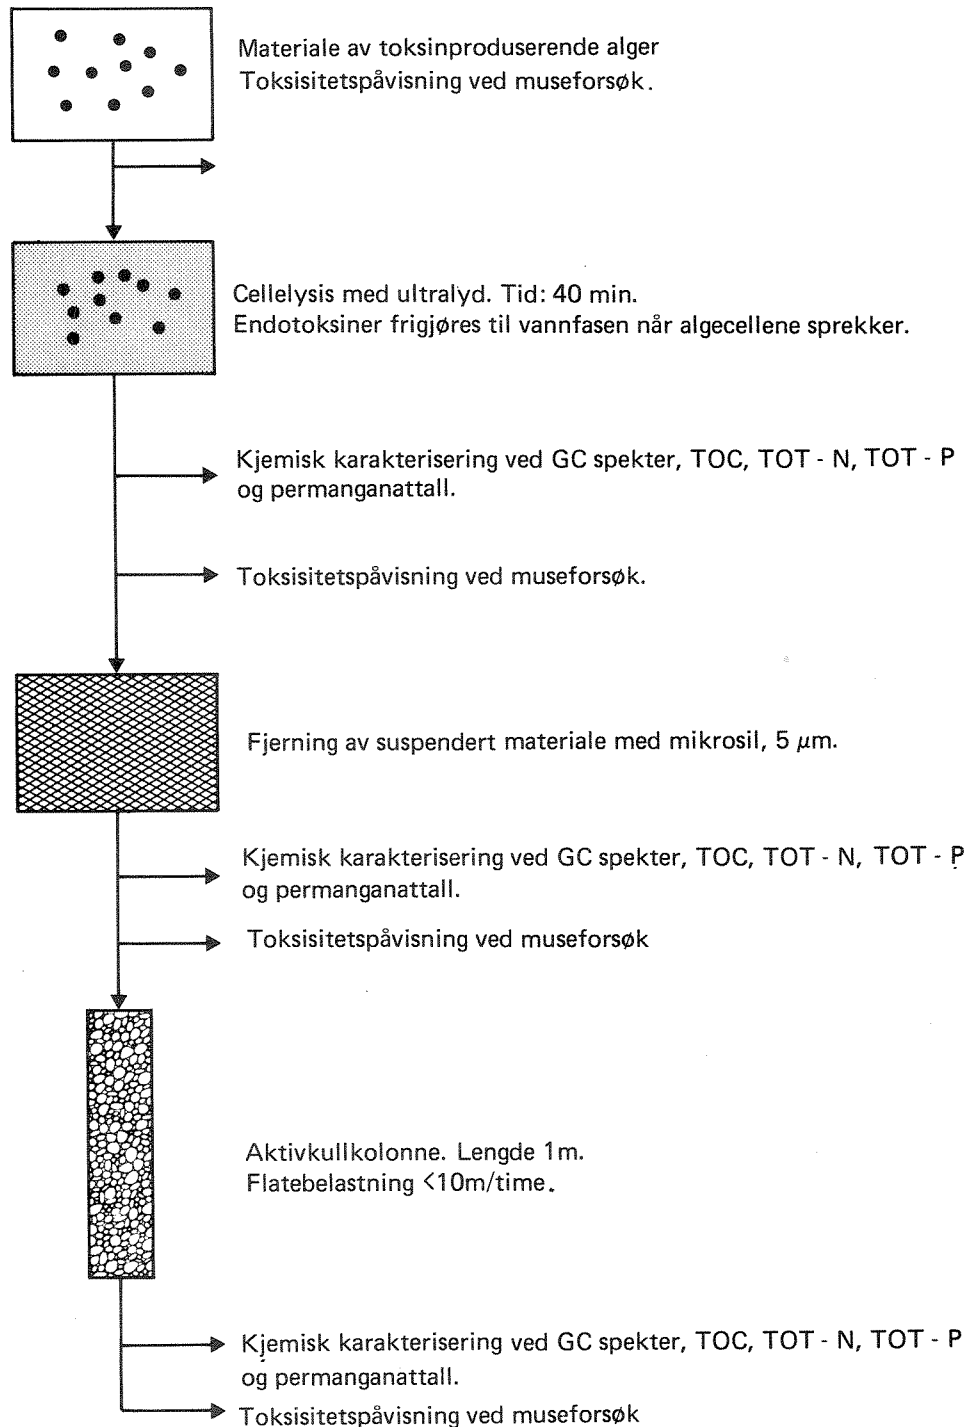 Materiale av toksinproduserende alger
Toksisitetspåvisning ved museforsøk.
Cellelysis med ultralyd. Tid: 40 min.
Endotoksiner frigjøres til vannfasen når algecellene sprekker.
Kjemisk karakterisering ved GC spekter, TOC, TOT - N, TOT - P
og permanganattall.
Toksisitetspåvisning ved museforsøk.
Fjerning av suspendert materiale med mikrosil, 5 µm.
Kjemisk karakterisering ved GC spekter, TOC, TOT - N, TOT - P
og permanganattall.
Toksisitetspåvisning ved museforsøk
Aktivkullkolonne. Lengde 1m.
Flatebelastning <10m/time.
Kjemisk karakterisering ved GC spekter, TOC, TOT - N, TOT - P
og permanganattall.
Toksisitetspåvisning ved museforsøk